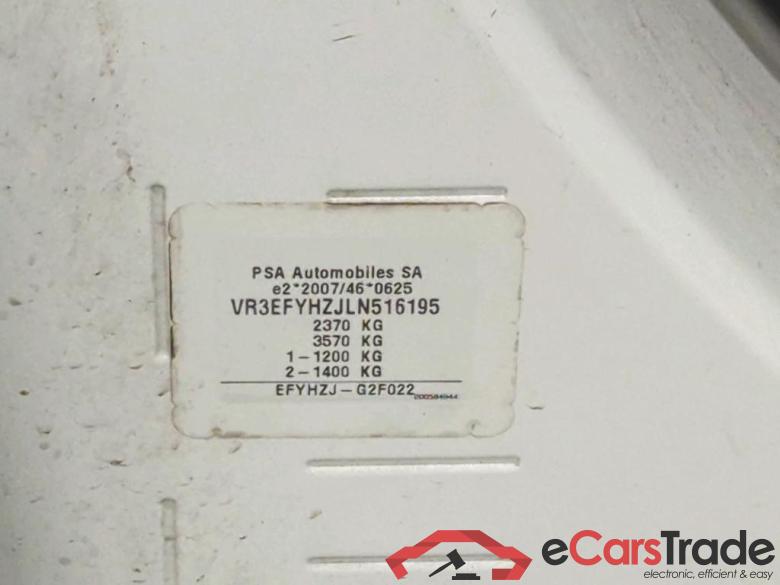 PSA Automobiles SA
e2*2007/46*0625
VR3EFYHZJLN516195
2370 KG
3570 KG
1-1200 KG
2-1400 KG
EFYHZJ-G2F022
eCarsTrade
electronic, efficient & easy